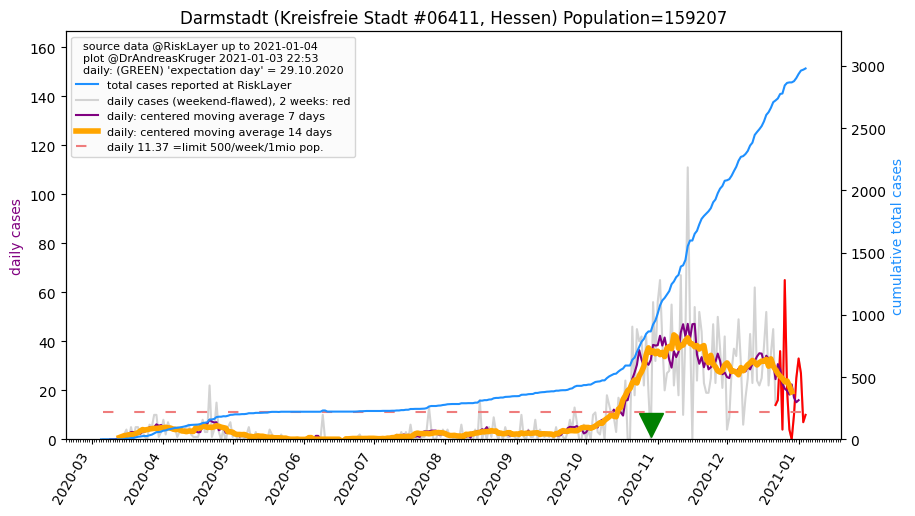 Darmstadt (Kreisfreie Stadt #06411, Hessen) Population=159207
source data @RiskLayer up to 2021-01-04
plot @DrAndreasKruger 2021-01-03 22:53
daily: (GREEN) 'expectation day' = 29.10.2020
total cases reported at RiskLayer
daily cases (weekend-flawed), 2 weeks: red
daily: centered moving average 7 days
daily: centered moving average 14 days
daily 11.37 =limit 500/week/1mio pop.
daily cases
160
140
120
100
80
60
40
20
0
cumulative total cases
3000
2500
2000
1500
1000
500
0
2020-03
2020-04
2020-05
2020-06
2020-07
2020-08
2020-09
2020-10
2020-11
2020-12
2021-01